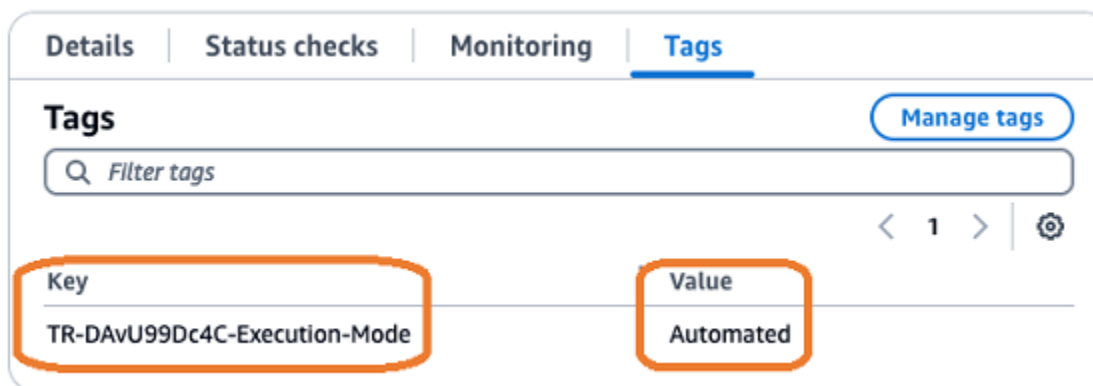 Details Status checks Monitoring Tags
Tags Manage tags
Filter tags
1
Key Value
TR-DAvU99Dc4C-Execution-Mode Automated